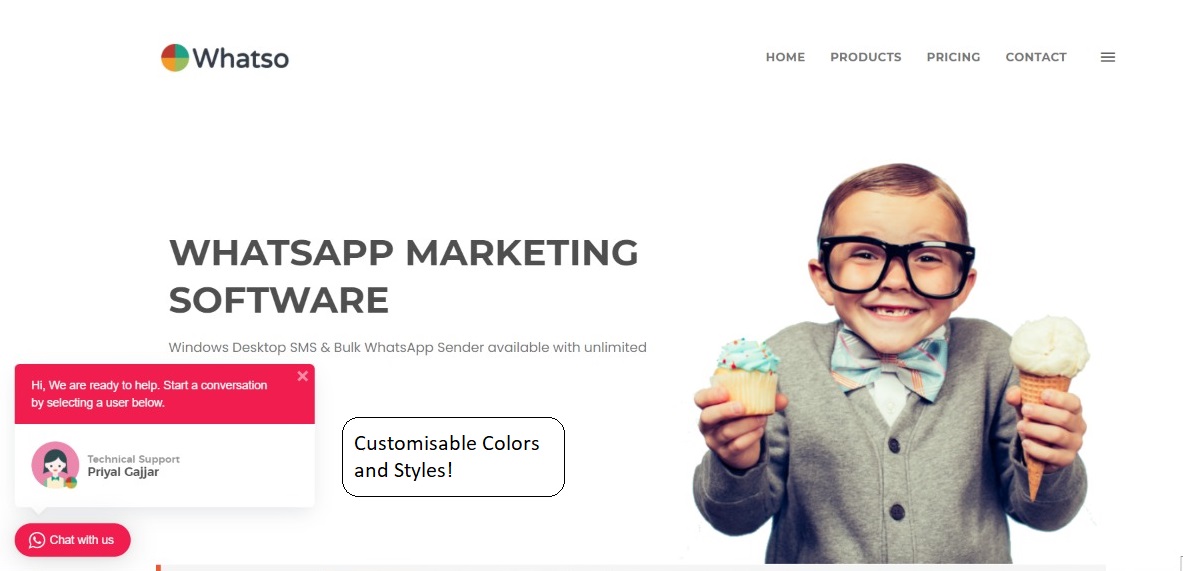 Whatso
HOME PRODUCTS PRICING CONTACT
WHATSAPP MARKETING
SOFTWARE
Windows Desktop SMS & Bulk WhatsApp Sender available with unlimited
Hi, We are ready to help. Start a conversation
by selecting a user below.
Technical Support
Priyal Gajjar
Chat with us
Customisable Colors
and Styles!